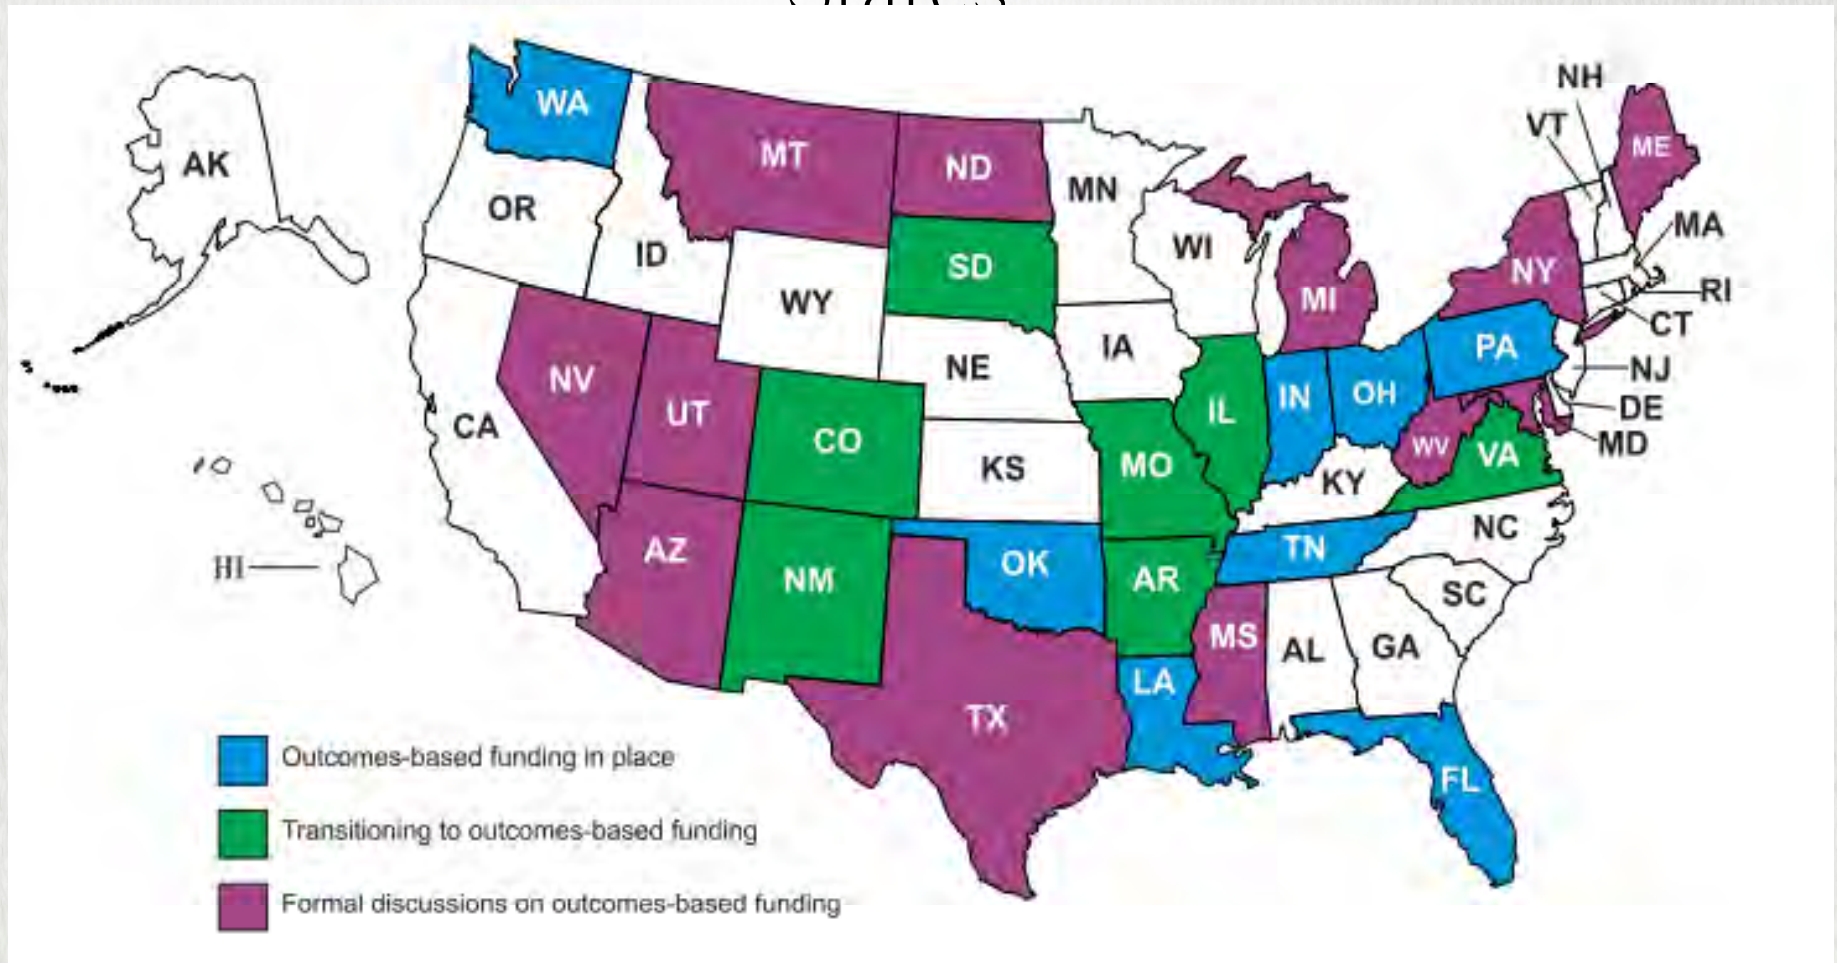 NH
VT
ME
WA
MT
ND
AK
MN
OR
MA
WI
ID
SD
NY
WY
MI
RI
CT
IA
PA
NE
NV
NJ
IN
OH
UT
IL
DE
CO
CA
MD
WV
VA
KS
MO
KY
NC
AZ
TN
OK
HI
NM
AR
SC
MS
AL
GA
LA
TX
FL
Outcomes-based funding in place
Transitioning to outcomes-based funding
Formal discussions on outcomes-based funding